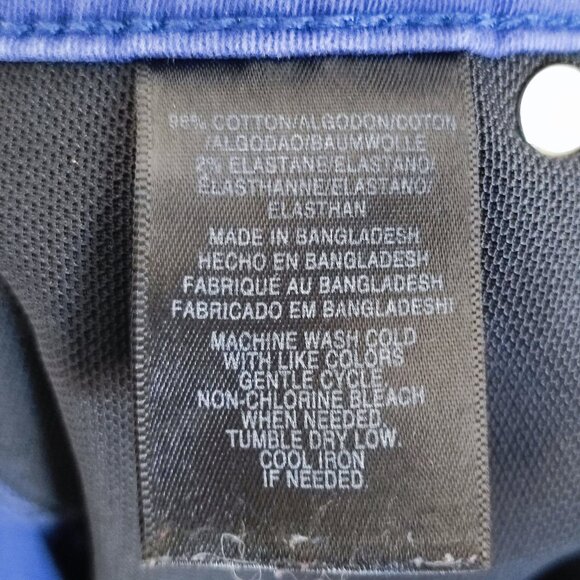 98% COTTON/ALGODON/COTON
/ALGODAO/BAUMWOLLE
2% ELASTANE/ELASTANO/
ELASTHANNE/ELASTANO/
ELASTHAN
MADE IN BANGLADESH
HECHO EN BANGLADESH
FABRIQUE AU BANGLADESH
FABRICADO EM BANGLADESH
MACHINE WASH COLD
WITH LIKE COLORS
GENTLE CYCLE.
NON-CHLORINE BLEACH
WHEN NEEDED.
TUMBLE DRY LOW.
COOL IRON
IF NEEDED.